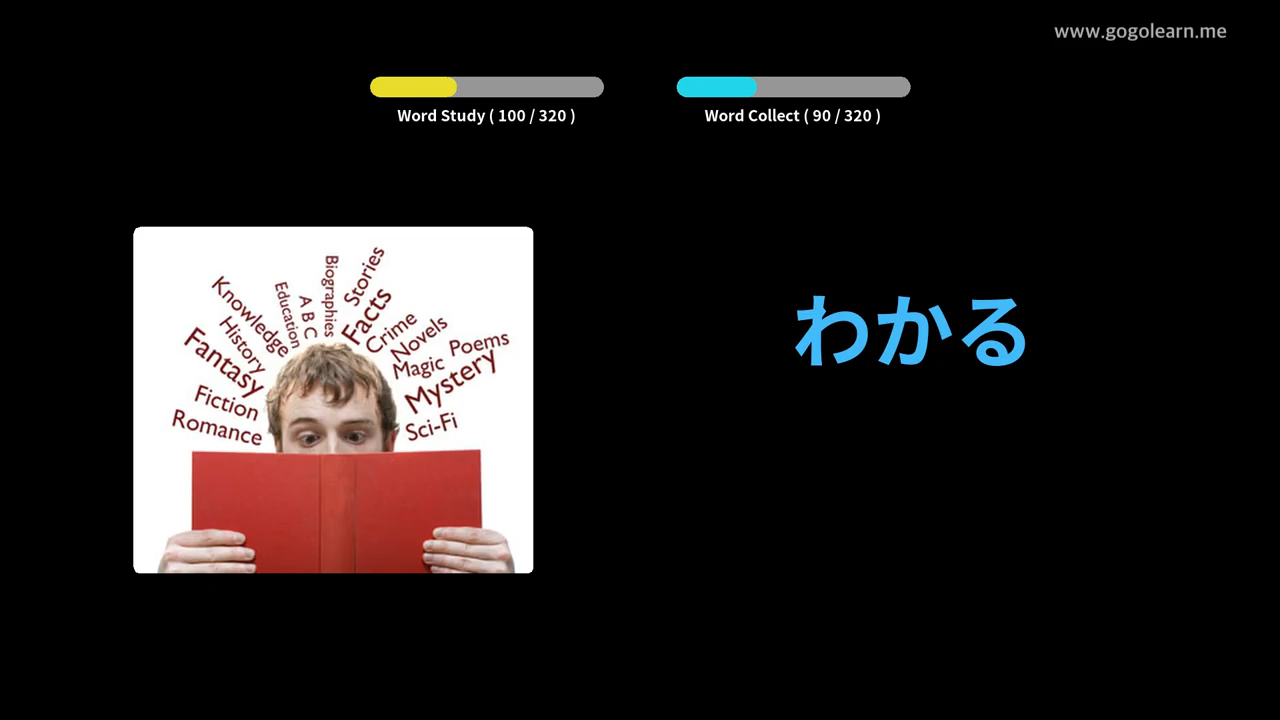 www.gogolearn.me
Word Study ( 100 / 320 )
Word Collect ( 90 / 320 )
Knowledge
Education
A B C
Biographies
Stories
Facts
Crime
Novels
Poems
Magic
Mystery
Sci-Fi
History
Fantasy
Fiction
Romance
わかる